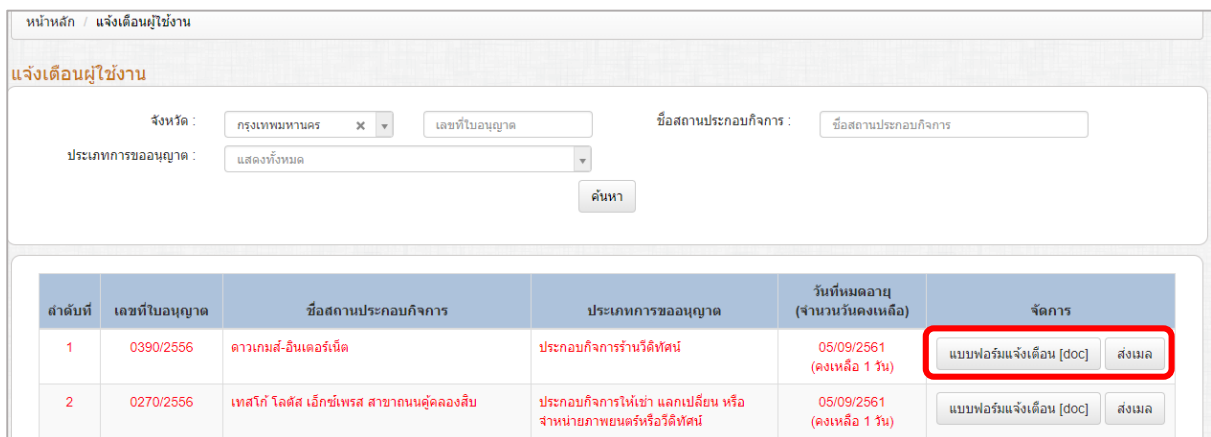 หน้าหลัก / แจ้งเตือนผู้ใช้งาน
แจ้งเตือนผู้ใช้งาน
จังหวัด : กรุงเทพมหานคร × เลขที่ใบอนุญาต ชื่อสถานประกอบกิจการ : ชื่อสถานประกอบกิจการ
ประเภทการขออนุญาต : แสดงทั้งหมด
ค้นหา
ลำดับที่ เลขที่ใบอนุญาต ชื่อสถานประกอบกิจการ ประเภทการขออนุญาต วันที่หมดอายุ จัดการ
(จำนวนวันคงเหลือ)
1 0390/2556 ดาวเกมส์-อินเตอร์เน็ต ประกอบกิจการร้านวีดิทัศน์ 05/09/2561 แบบฟอร์มแจ้งเตือน [doc] ส่งเมล
(คงเหลือ 1 วัน)
2 0270/2556 เทสโก้ โลตัส เอ็กซ์เพรส สาขาถนนคู้คลองสิบ ประกอบกิจการให้เช่า แลกเปลี่ยน หรือ 05/09/2561 แบบฟอร์มแจ้งเตือน [doc] ส่งเมล
จำหน่ายภาพยนตร์หรือวีดิทัศน์ (คงเหลือ 1 วัน)